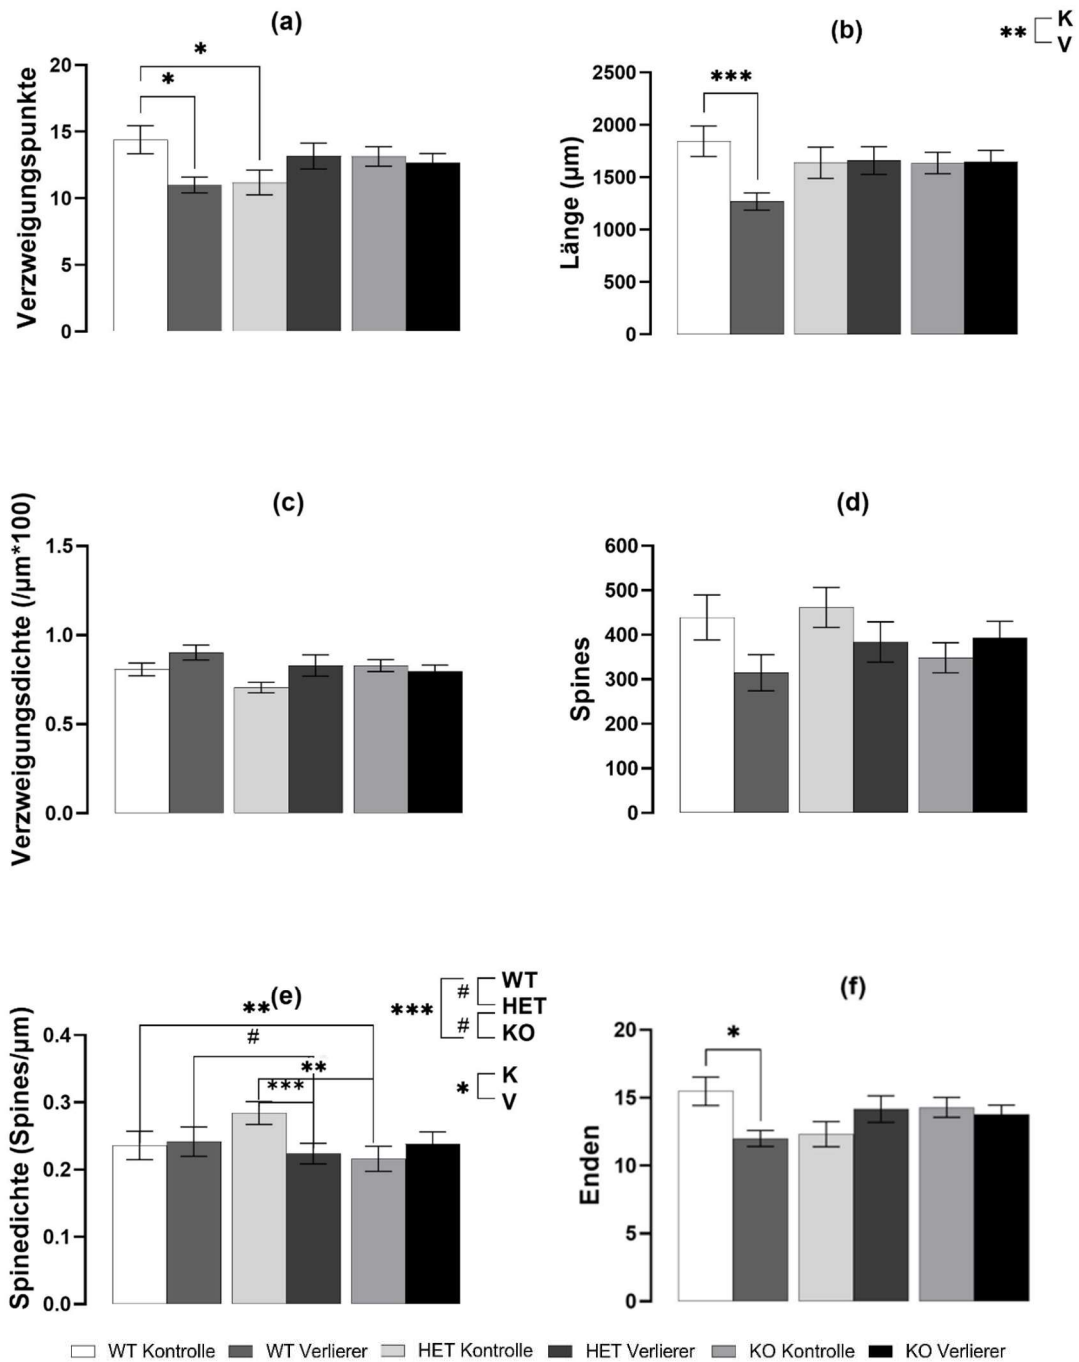 (a)
*
*
Verzweigungspunkte
20
15
10
5
0
(b)
** K
V
***
Länge (µm)
2500
2000
1500
1000
500
0
(c)
Verzweigungsdichte (/µm*100)
1.5
1.0
0.5
0.0
(d)
Spines
600
500
400
300
200
100
0
(e)
**
#
**
***
*** # WT
HET
# KO
* K
V
Spinedichte (Spines/µm)
0.4
0.3
0.2
0.1
0.0
(f)
*
Enden
20
15
10
5
0
WT Kontrolle WT Verlierer HET Kontrolle HET Verlierer KO Kontrolle KO Verlierer